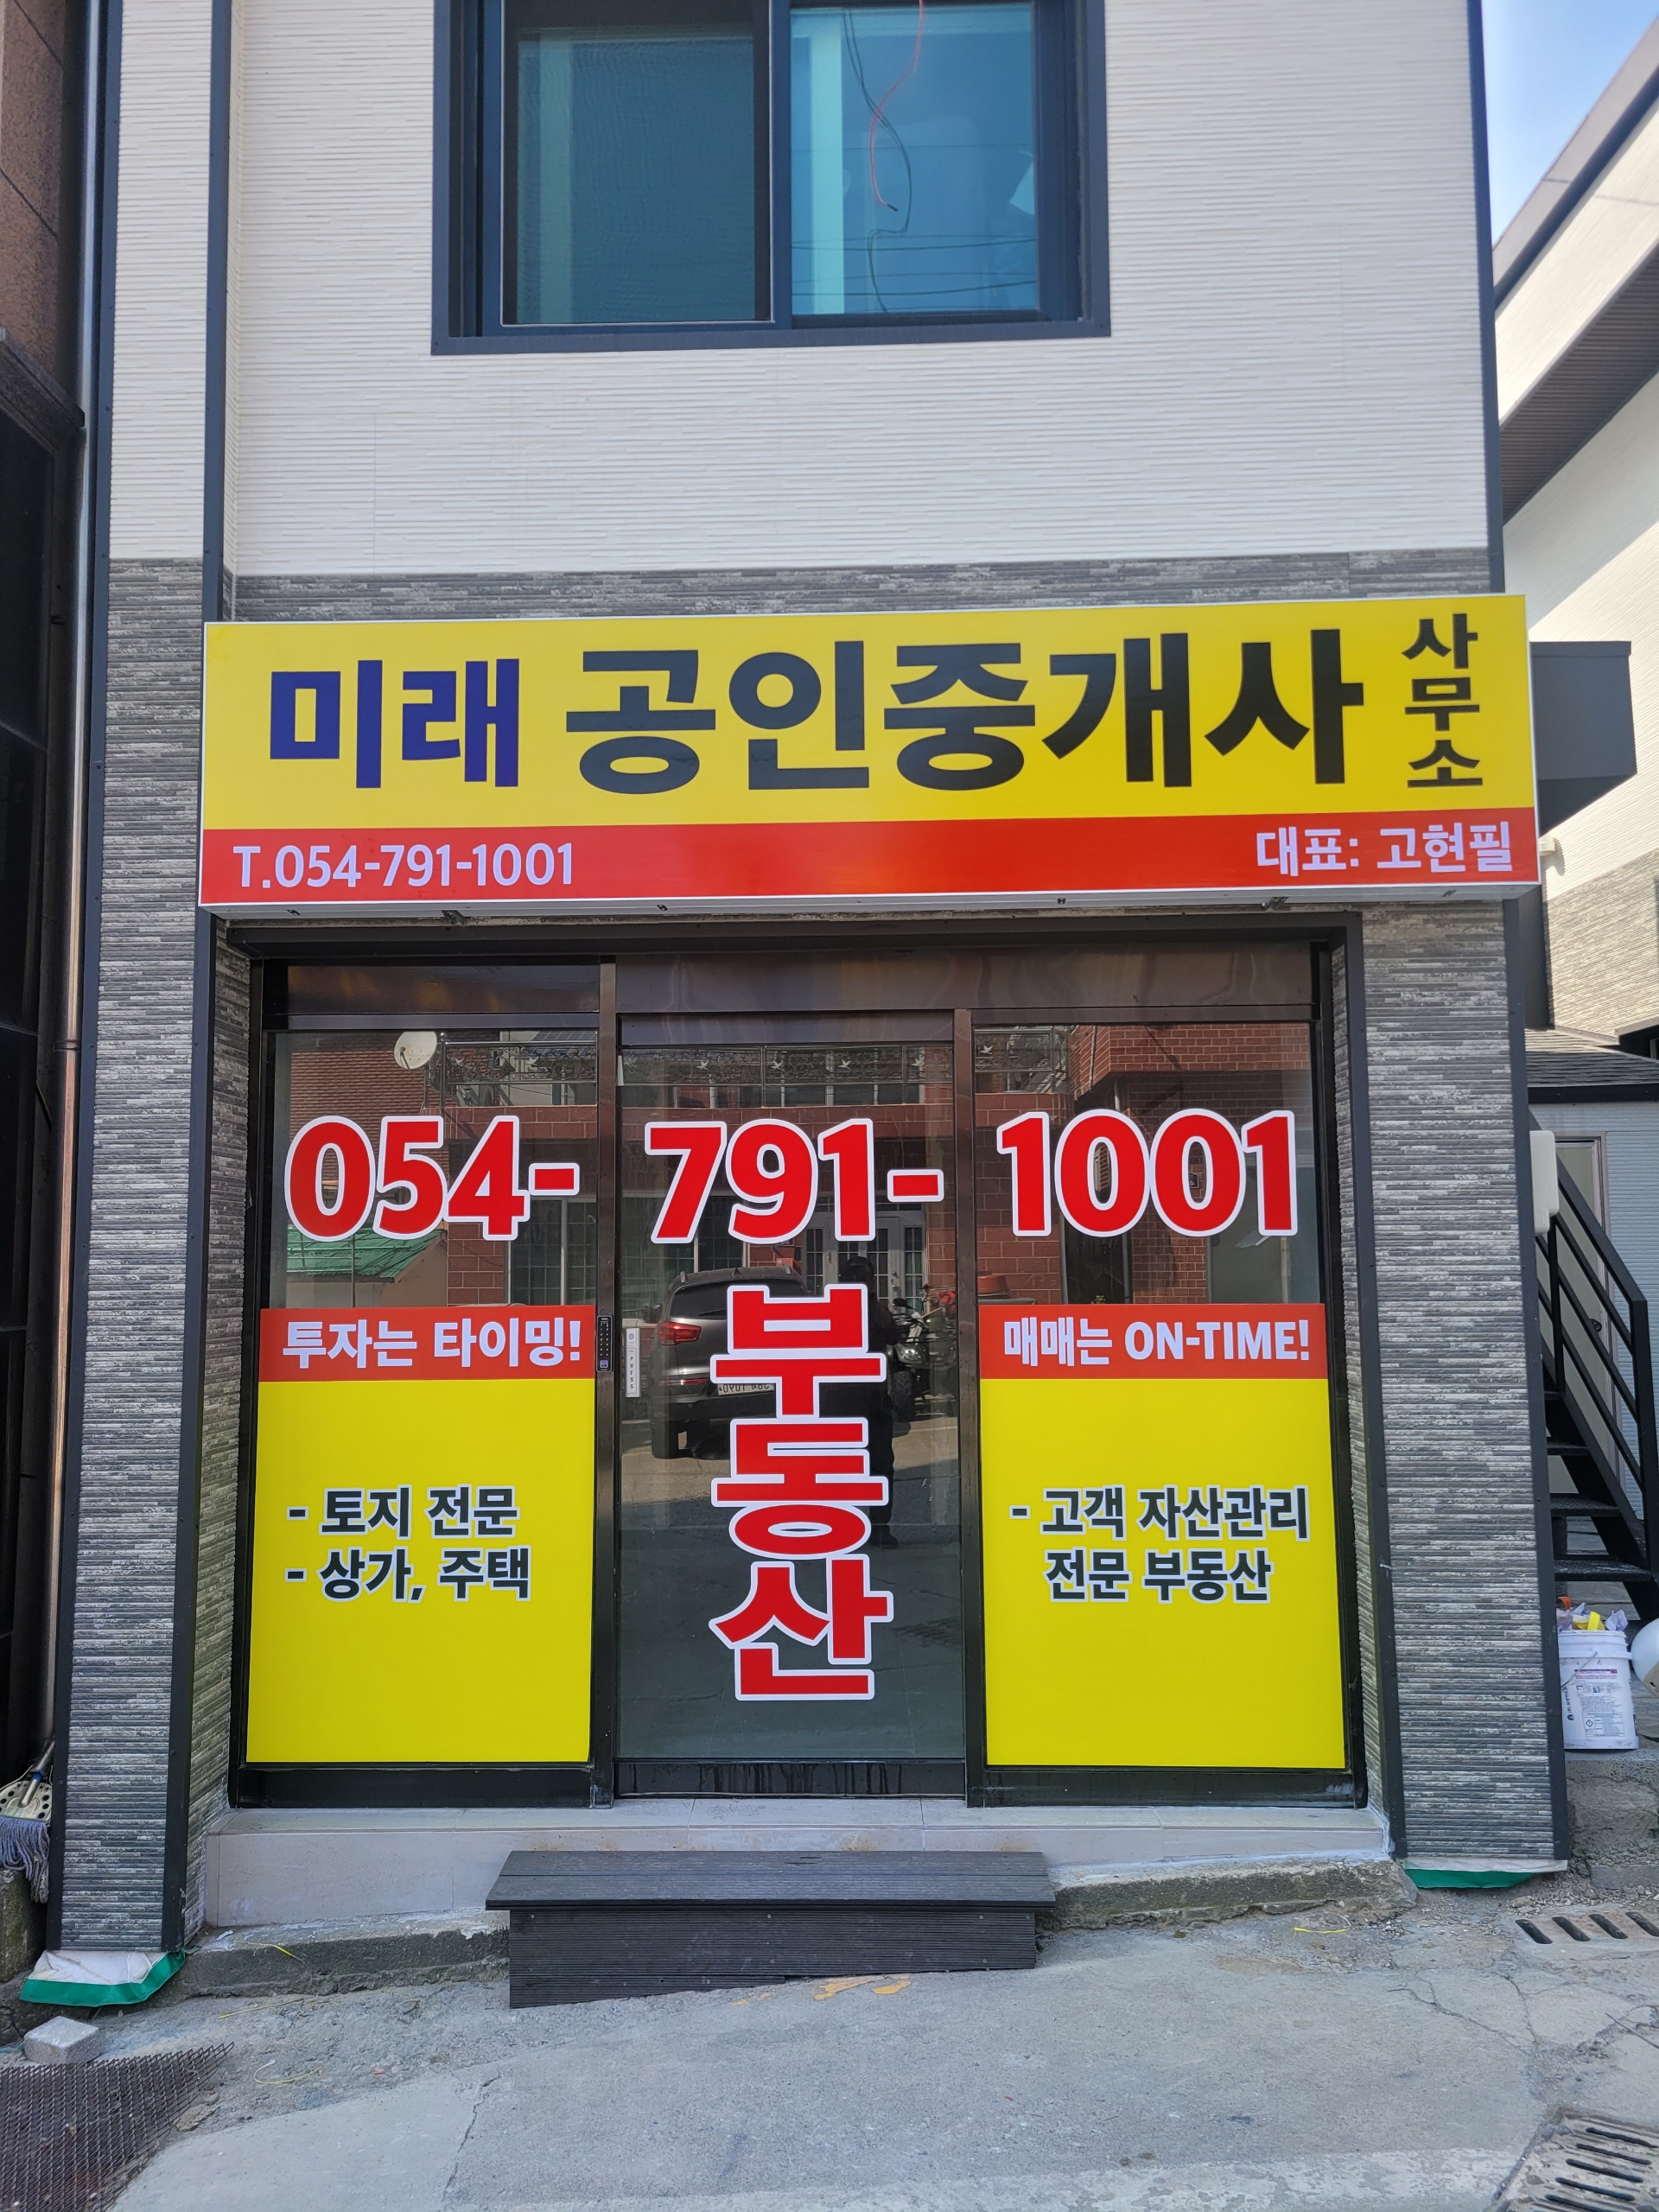 미래 공인중개사 사무소
T.054-791-1001
대표: 고현필
054-791-1001
부동산
투자는 타이밍!
- 토지 전문
- 상가, 주택
매매는 ON-TIME!
- 고객 자산관리
전문 부동산
PRESS